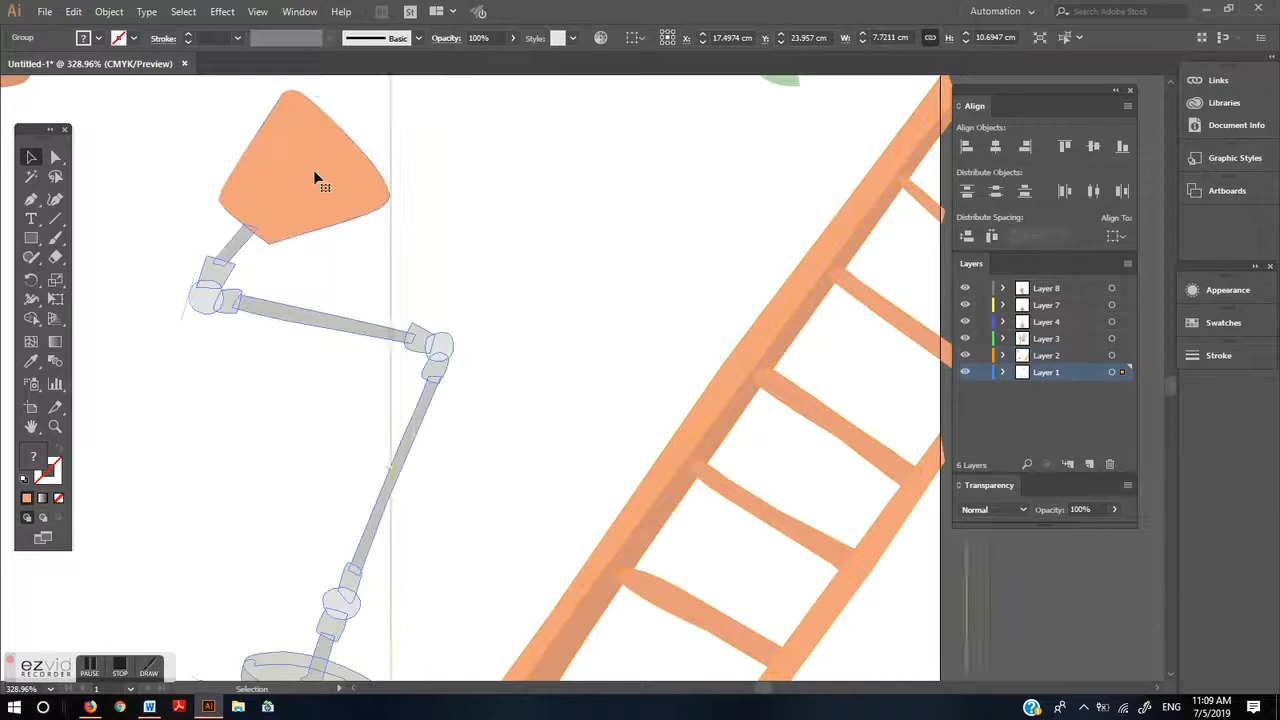 Ai File Edit Object Type Select Effect View Window Help Br St Automation Search Adobe Stock
Group ? Stroke: Basic Opacity: 100% Style: X: 17.4974 cm Y: 23.957 cm W: 7.7211 cm H: 10.6947 cm
Untitled-1* @ 328.96% (CMYK/Preview) ×
Links
Libraries
Document Info
Graphic Styles
Artboards
Appearance
Swatches
Stroke
Align
Align Objects:
Distribute Objects:
Distribute Spacing: Align To:
Layers
Layer 8
Layer 7
Layer 4
Layer 3
Layer 2
Layer 1
6 Layers
Transparency
Normal Opacity: 100%
?
ezvid
RECORDER
PAUSE STOP DRAW
328.96% 1 Selection
ENG
11:09 AM
7/5/2019